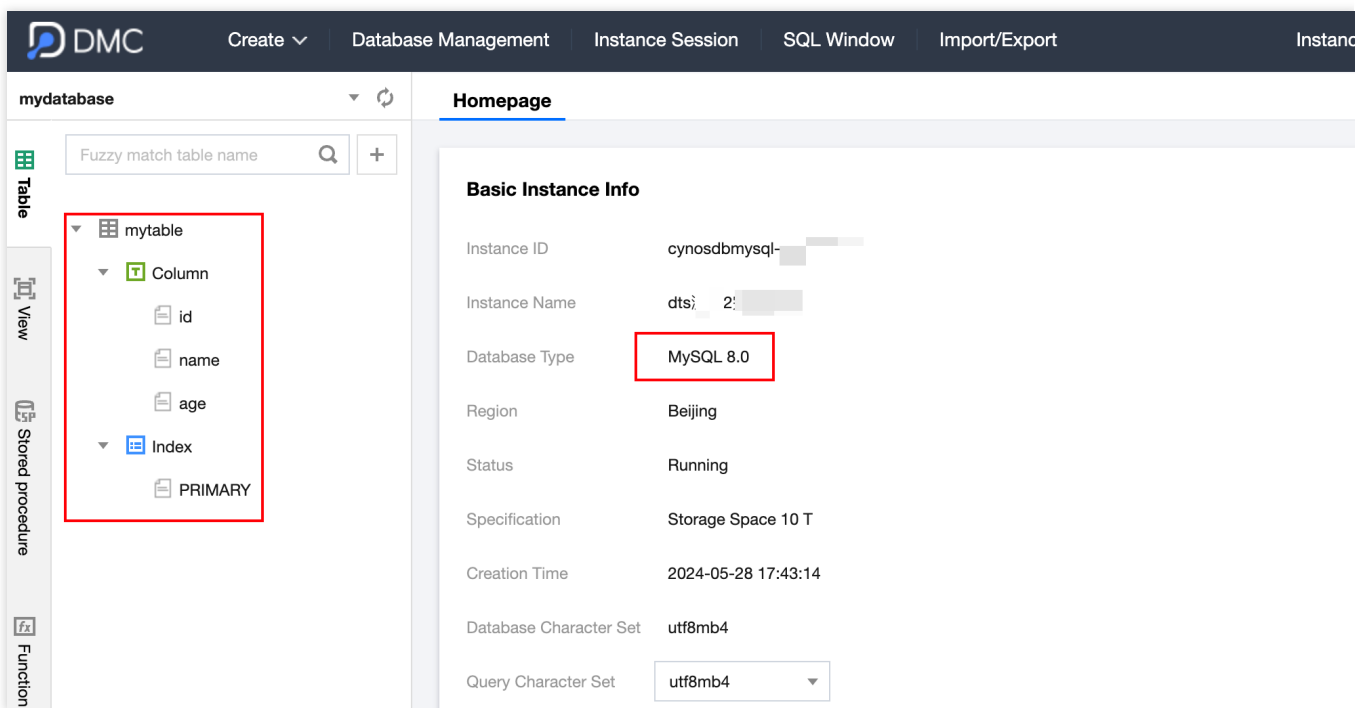 DMC Create Database Management Instance Session SQL Window Import/Export
mydatabase
Homepage
Fuzzy match table name
Table
View
Stored procedure
Function
mytable
Column
id
name
age
Index
PRIMARY
Basic Instance Info
Instance ID cynosdbmysql-
Instance Name dts
Database Type MySQL 8.0
Region Beijing
Status Running
Specification Storage Space 10 T
Creation Time 2024-05-28 17:43:14
Database Character Set utf8mb4
Query Character Set utf8mb4